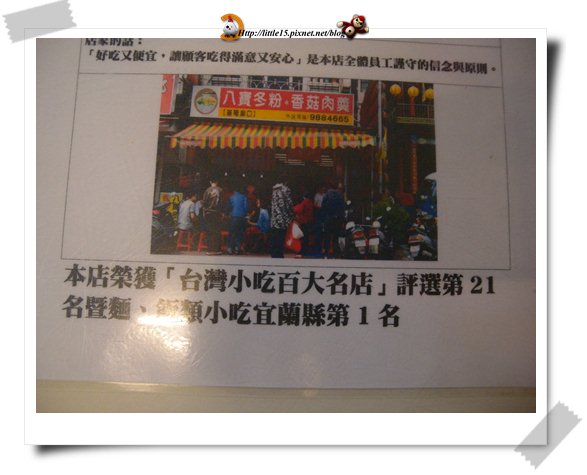 Http://little15.pixnet.net/blog
店家的話：
「好吃又便宜，讓顧客吃得滿意又安心」是本店全體員工謹守的信念與原則。
八寶冬粉•香菇肉羹
9884665
本店榮獲「台灣小吃百大名店」評選第 21
名暨麵、飯類小吃宜蘭縣第 1 名